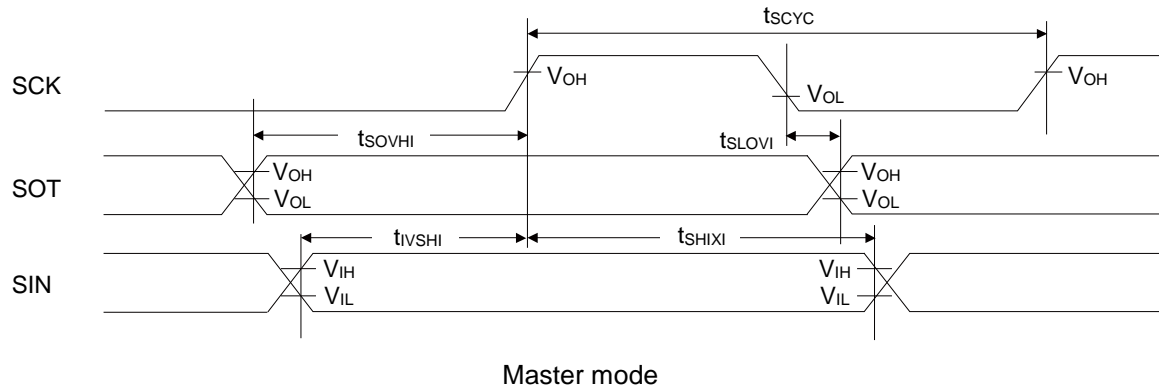 tSCYC
SCK
VOH
VOL
VOH
tSOVHI
tSLOVI
SOT
VOH
VOL
VOH
VOL
tIVSHI
tSHIXI
SIN
VIH
VIL
VIH
VIL
Master mode